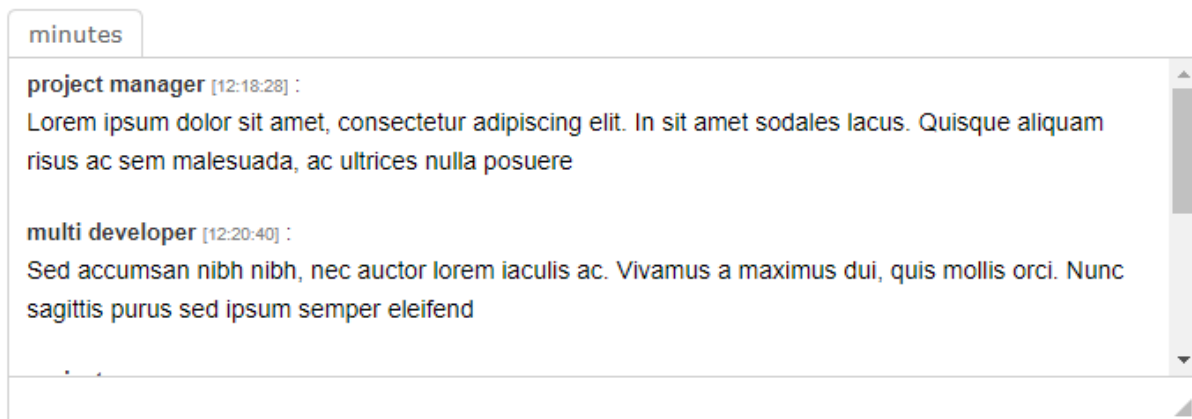 minutes
project manager [12:18:28] :
Lorem ipsum dolor sit amet, consectetur adipiscing elit. In sit amet sodales lacus. Quisque aliquam
risus ac sem malesuada, ac ultrices nulla posuere
multi developer [12:20:40] :
Sed accumsan nibh nibh, nec auctor lorem iaculis ac. Vivamus a maximus dui, quis mollis orci. Nunc
sagittis purus sed ipsum semper eleifend